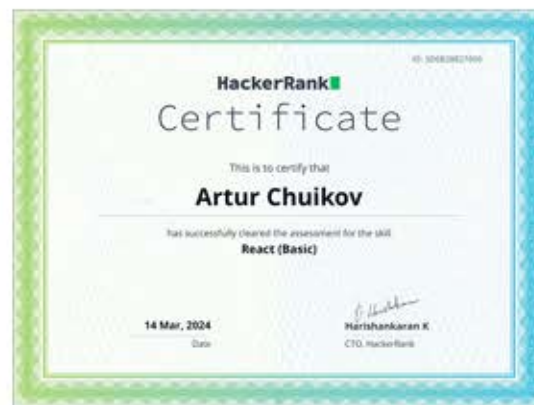 HackerRank
Certificate
This is to certify that
Artur Chuikov
has successfully cleared the assessment for the skill
React (Basic)
14 Mar, 2024
Date
Harishankaran K
CTO, HackerRank